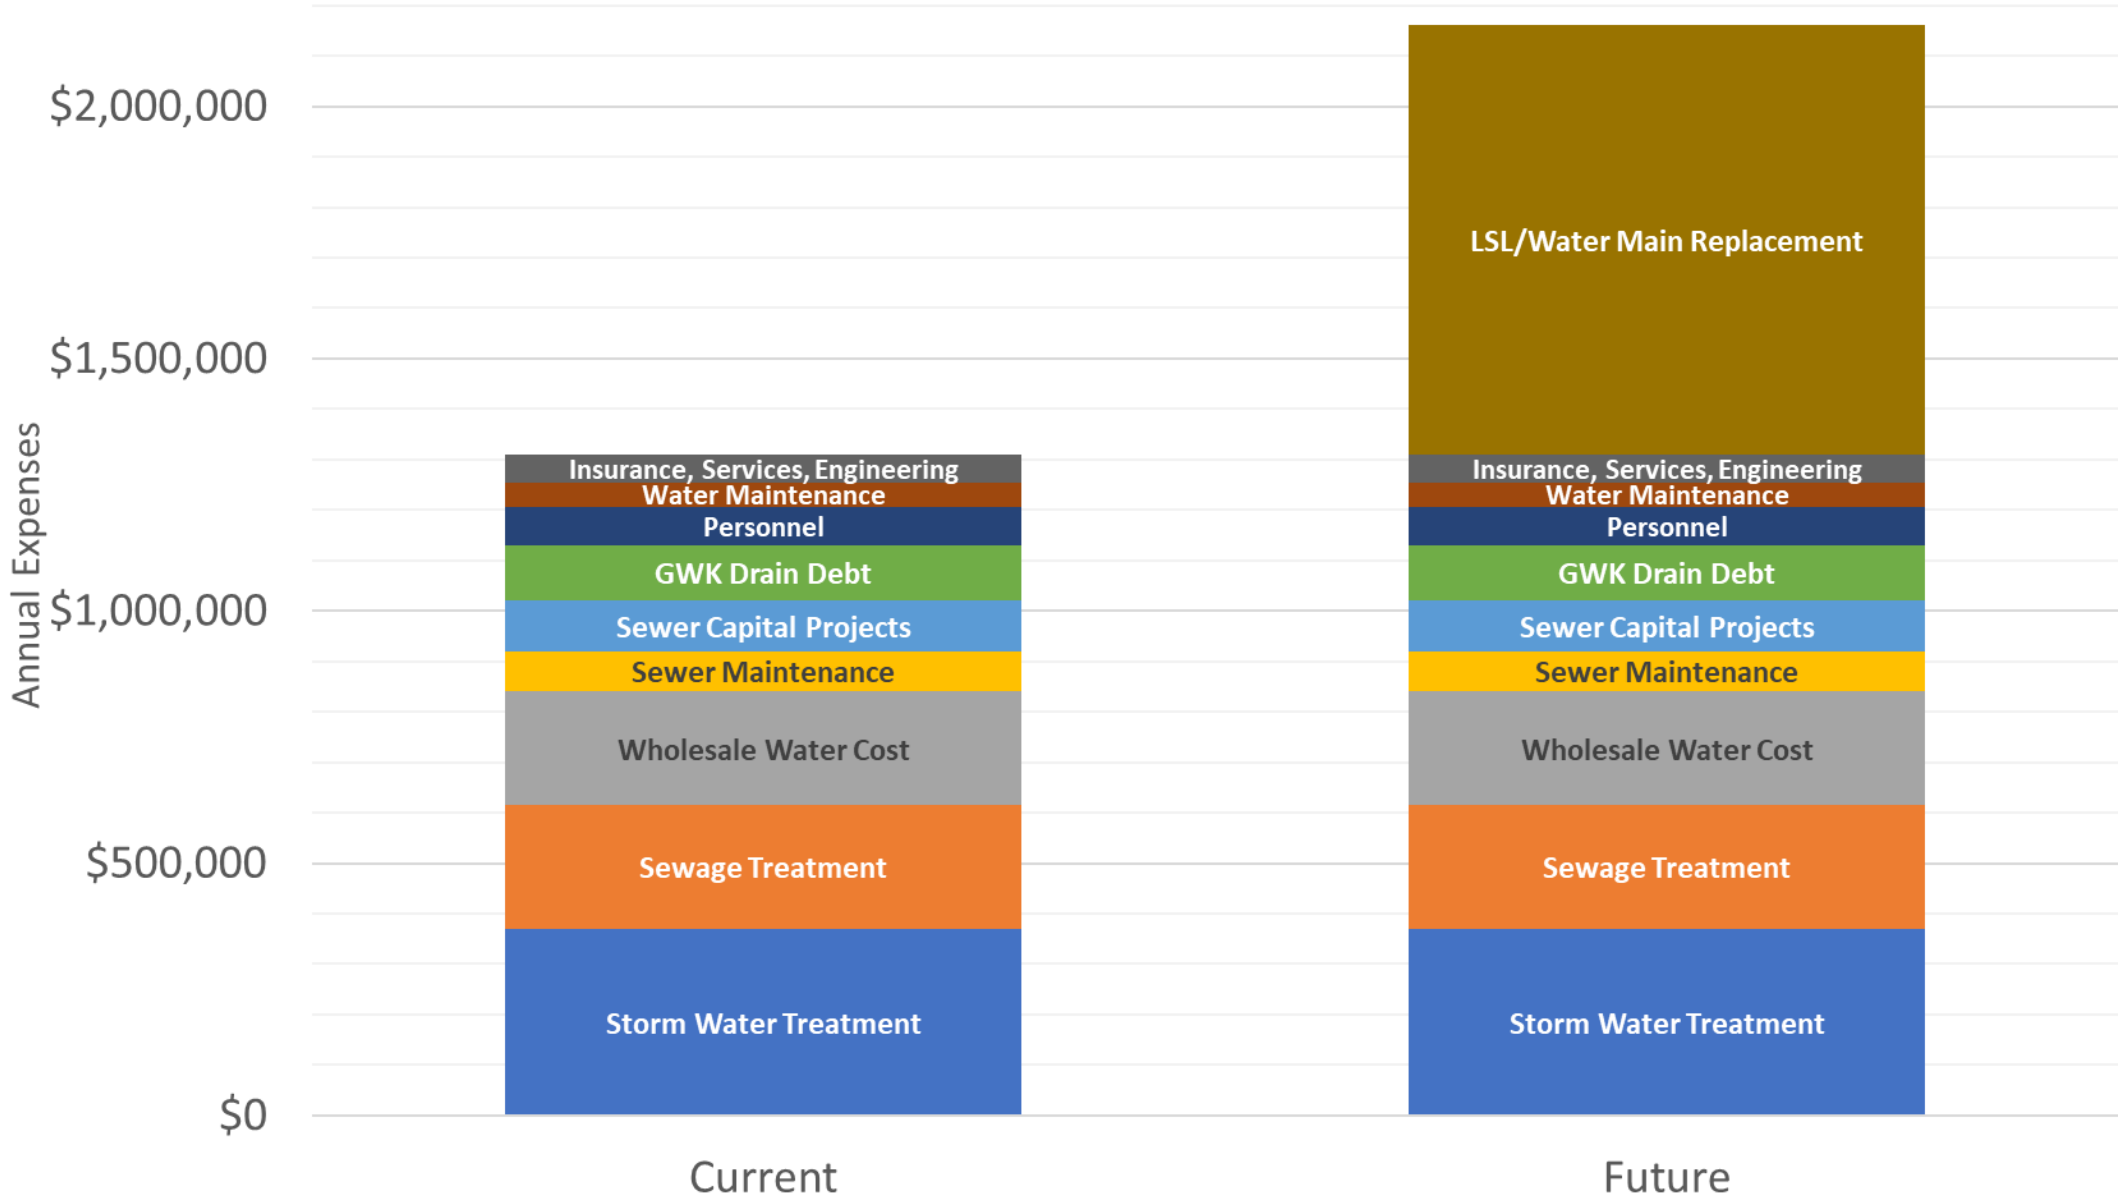 Annual Expenses
$2,000,000
$1,500,000
$1,000,000
$500,000
$0
Insurance, Services, Engineering
Water Maintenance
Personnel
GWK Drain Debt
Sewer Capital Projects
Sewer Maintenance
Wholesale Water Cost
Sewage Treatment
Storm Water Treatment
Current
LSL/Water Main Replacement
Insurance, Services, Engineering
Water Maintenance
Personnel
GWK Drain Debt
Sewer Capital Projects
Sewer Maintenance
Wholesale Water Cost
Sewage Treatment
Storm Water Treatment
Future